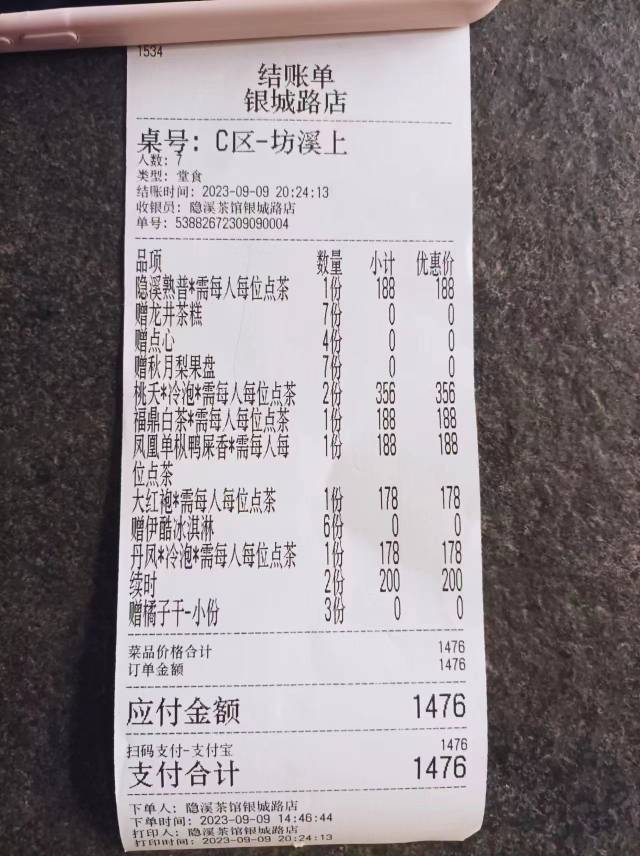 1534
结账单
银城路店
桌号: C区-坊溪上
人数: 7
类型: 堂食
结账时间: 2023-09-09 20:24:13
收银员: 隐溪茶馆银城路店
单号: 53882672309090004
品项 数量 小计 优惠价
隐溪熟普*需每人每位点茶 1份 188 188
赠龙井茶糕 7份 0 0
赠点心 4份 0 0
赠秋月梨果盘 7份 0 0
桃夭*冷泡*需每人每位点茶 2份 356 356
福鼎白茶*需每人每位点茶 1份 188 188
凤凰单枞鸭屎香*需每人每 1份 188 188
位点茶
大红袍*需每人每位点茶 1份 178 178
赠伊酷冰淇淋 6份 0 0
丹凤*冷泡*需每人每位点茶 1份 178 178
续时 2份 200 200
赠橘子干-小份 3份 0 0
菜品价格合计 1476
订单金额 1476
应付金额 1476
扫码支付-支付宝 1476
支付合计 1476
下单人: 隐溪茶馆银城路店
下单时间: 2023-09-09 14:46:44
打印人: 隐溪茶馆银城路店
打印时间: 2023-09-09 20:24:13